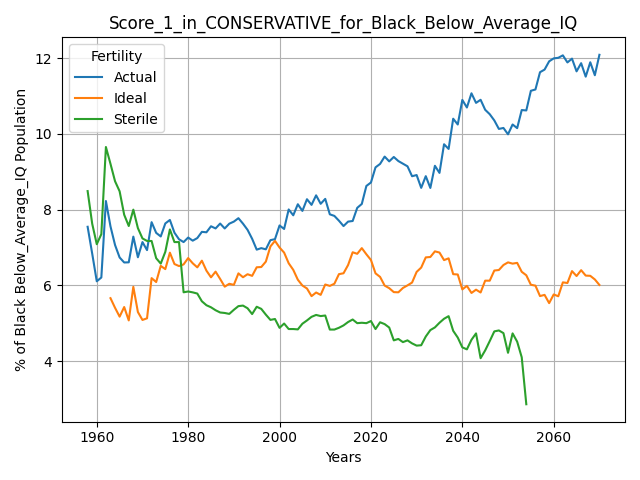 Score_1_in_CONSERVATIVE_for_Black_Below_Average_IQ
Fertility
Actual
Ideal
Sterile
% of Black Below_Average_IQ Population
12
10
8
6
4
1960 1980 2000 2020 2040 2060
Years